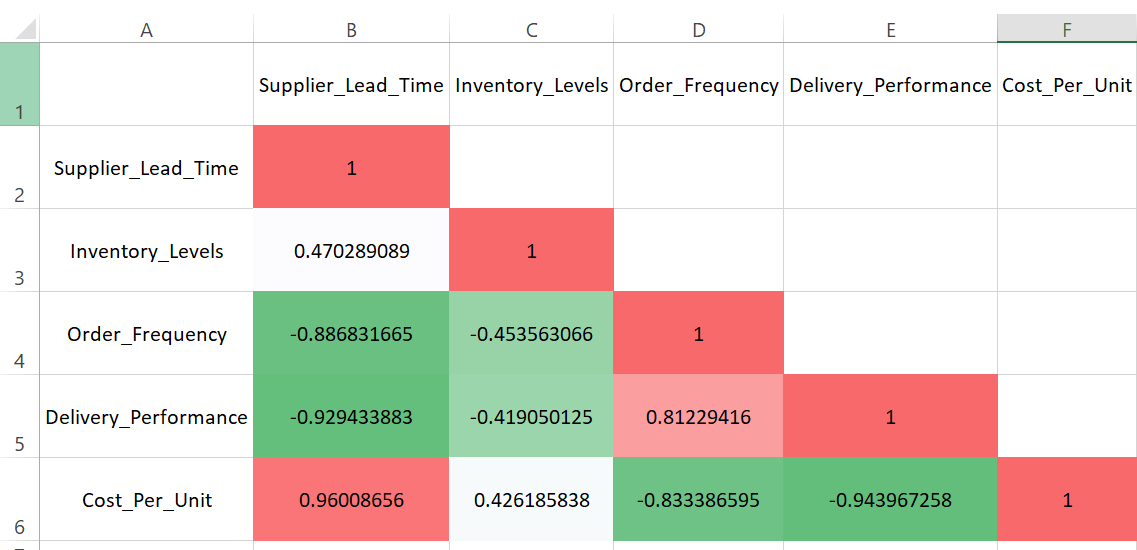 A B C D E F
1 Supplier_Lead_Time Inventory_Levels Order_Frequency Delivery_Performance Cost_Per_Unit
2 Supplier_Lead_Time 1
3 Inventory_Levels 0.470289089 1
4 Order_Frequency -0.886831665 -0.453563066 1
5 Delivery_Performance -0.929433883 -0.419050125 0.81229416 1
6 Cost_Per_Unit 0.96008656 0.426185838 -0.833386595 -0.943967258 1